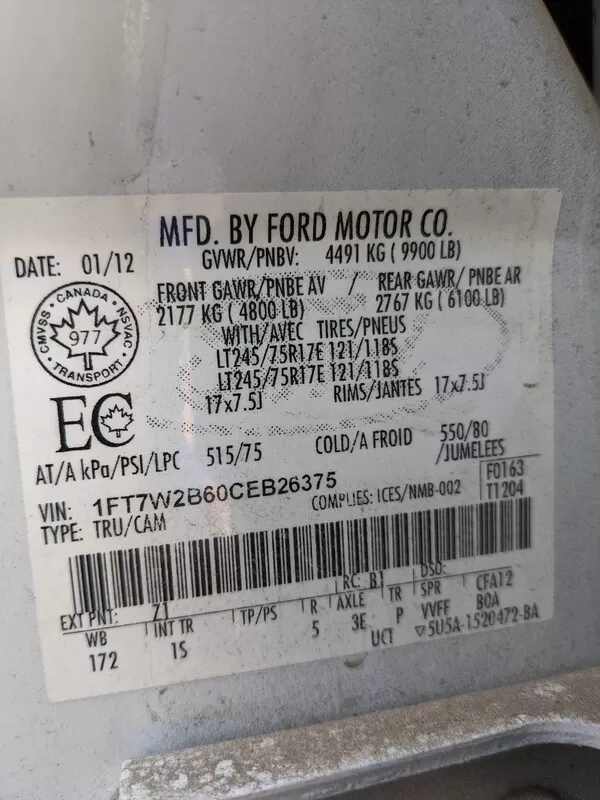 MFD. BY FORD MOTOR CO.
DATE: 01/12
GVWR/PNBV: 4491 KG ( 9900 LB)
FRONT GAWR/PNBE AV / REAR GAWR/ PNBE AR
2177 KG ( 4800 LB) 2767 KG ( 6100 LB)
WITH/AVEC TIRES/PNEUS
LT245/75R17E 121/118S
LT245/75R17E 121/118S
17x7.5J RIMS/JANTES 17x7.5J
CANADA
CMVSS NSVAC
977
TRANSPORT
EC
AT/A kPa/PSI/LPC 515/75 COLD/A FROID 550/80
/JUMELEES
VIN: 1FT7W2B60CEB26375 COMPLIES: ICES/NMB-002 F0163
TYPE: TRU/CAM T1204
RC: B1 DSO:
EXT PNT: Z1 CFA12
WB INT TR TP/PS R AXLE TR SPR BOA
172 1S 5 3E P VVFF
UCT ▽5U5A-1520472-BA